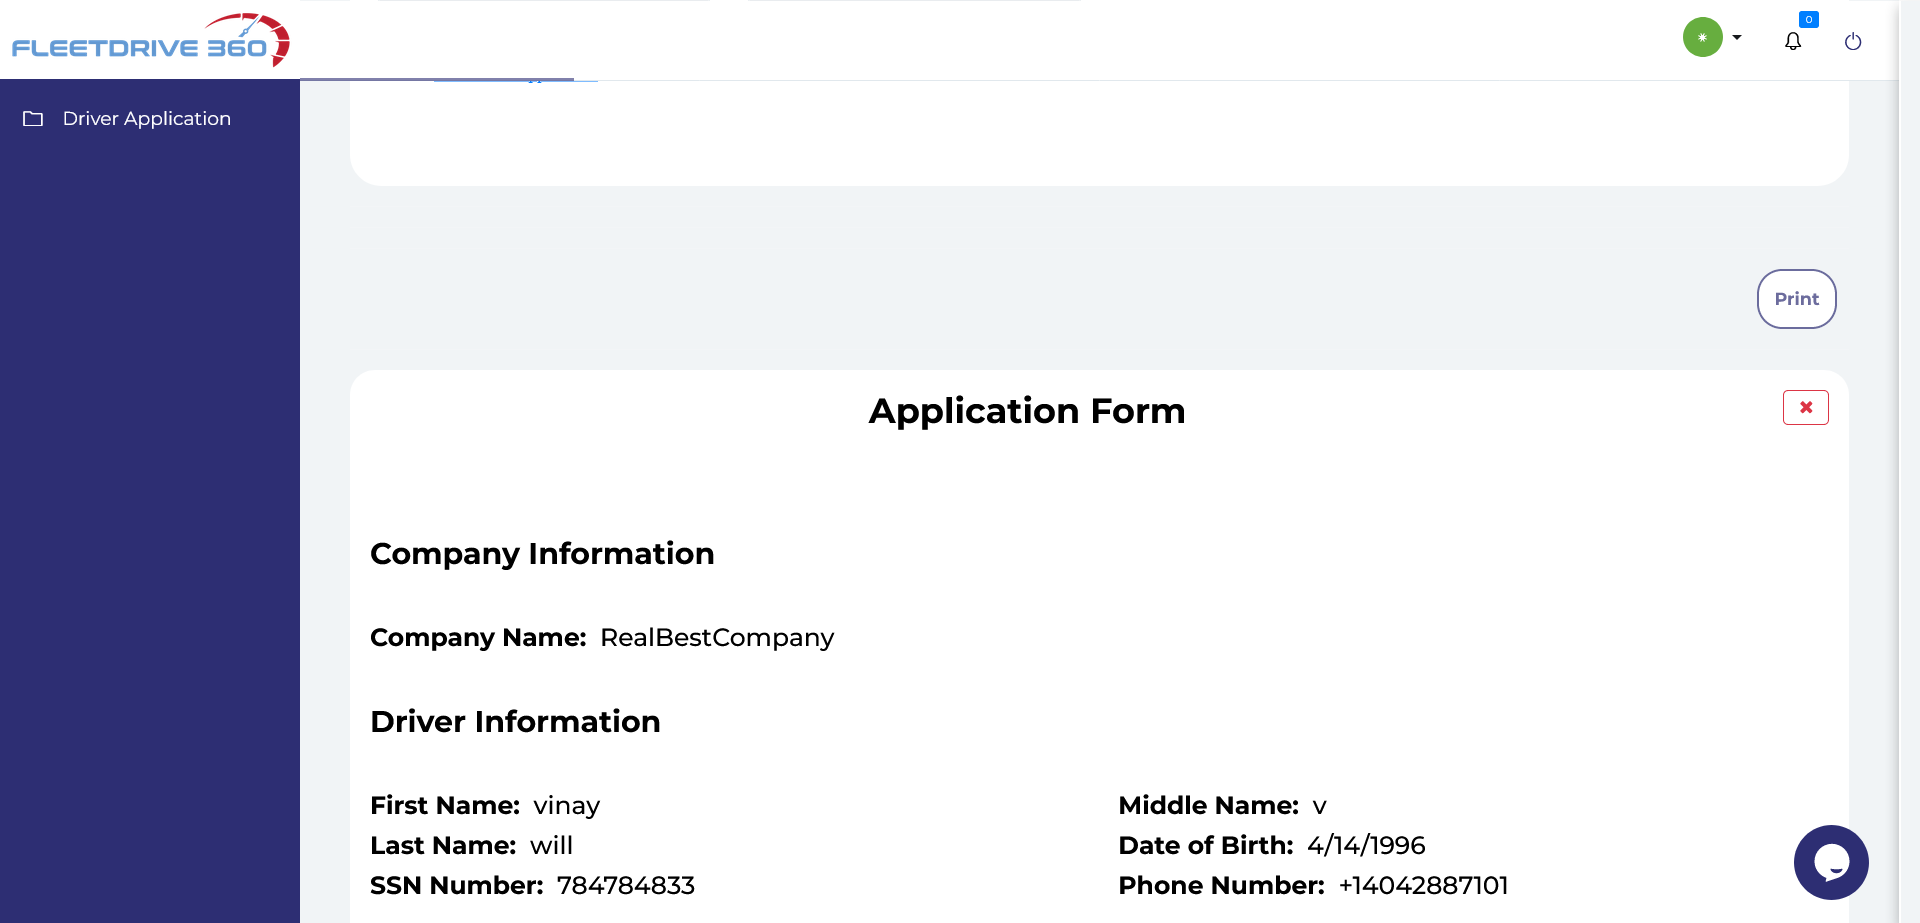 FLEETDRIVE 360
0
Driver Application
Print
Application Form
Company Information
Company Name: RealBestCompany
Driver Information
First Name: vinay
Middle Name: v
Last Name: will
Date of Birth: 4/14/1996
SSN Number: 784784833
Phone Number: +14042887101